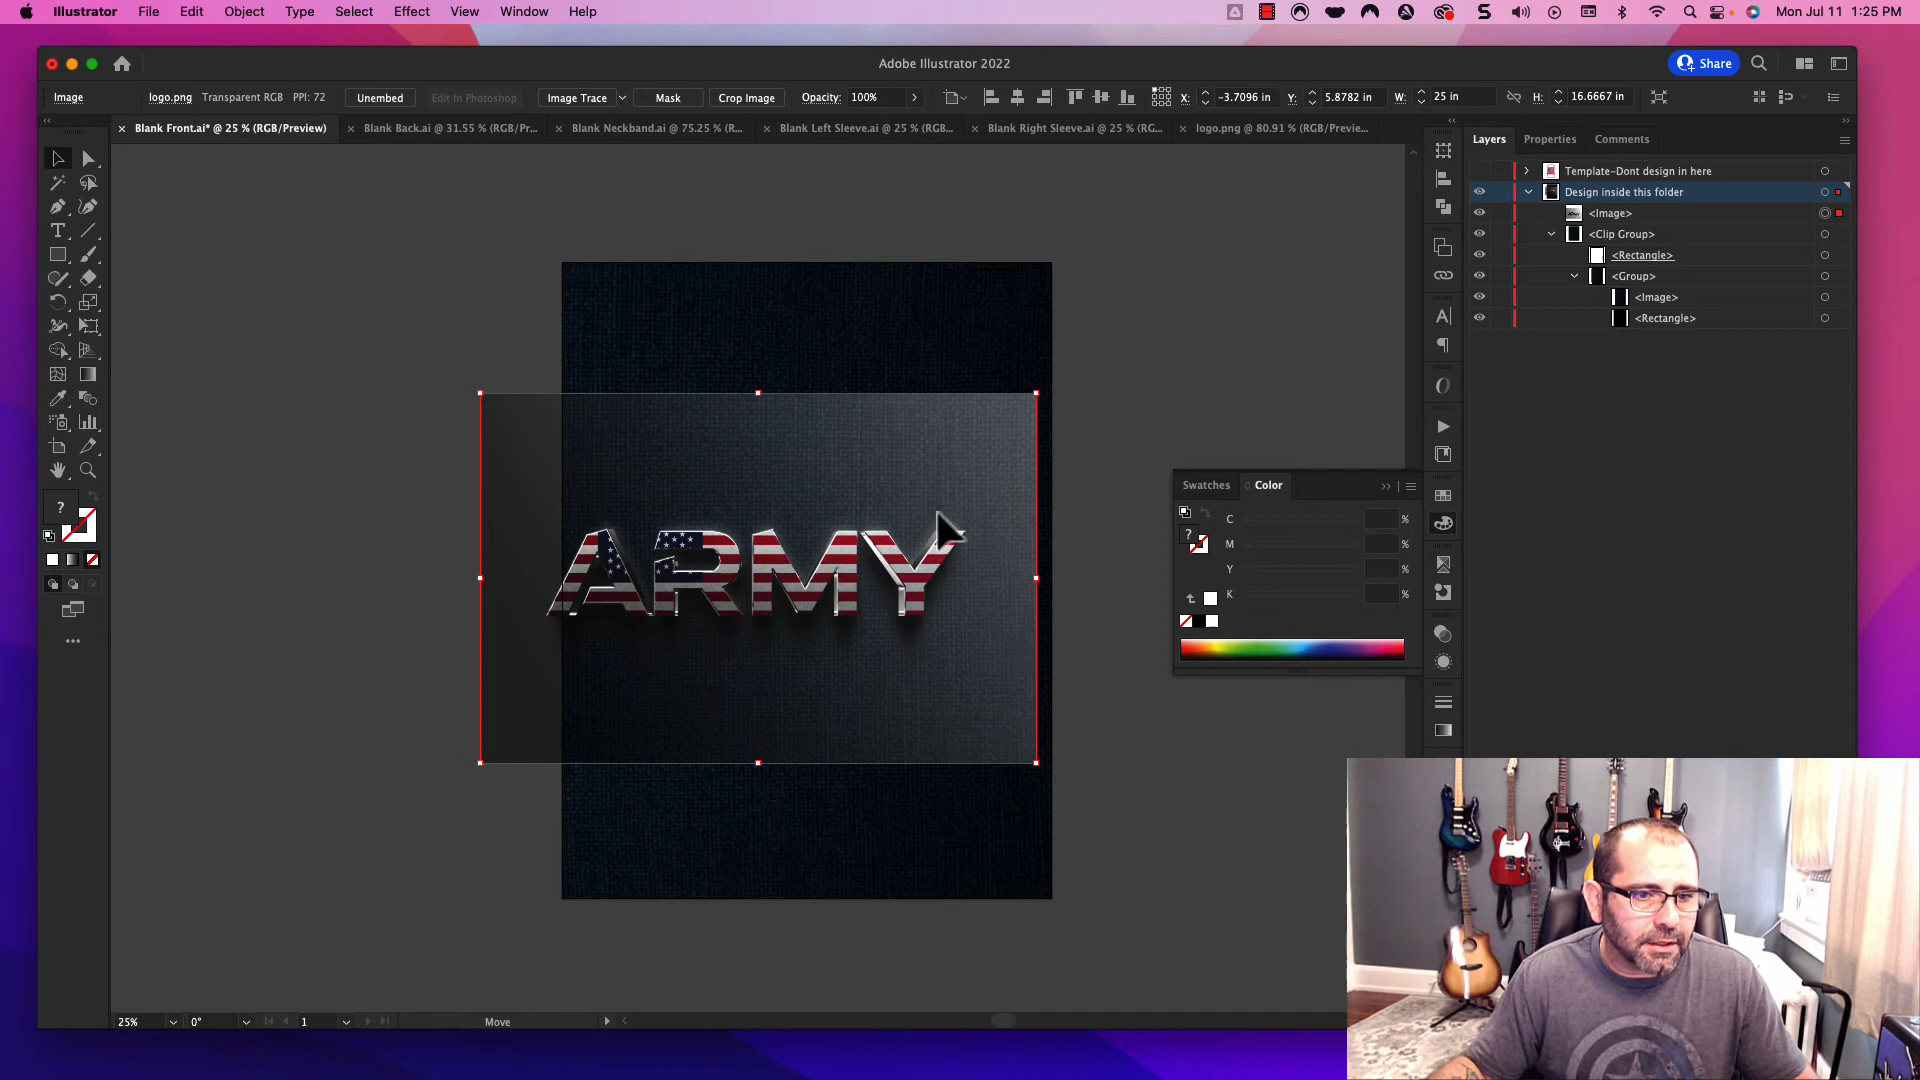 Illustrator File Edit Object Type Select Effect View Window Help Mon Jul 11 1:25 PM
Adobe Illustrator 2022 Share
Image logo.png Transparent RGB PPI: 72 Unembed Edit In Photoshop Image Trace Mask Crop Image Opacity: 100% X: -3.7096 in Y: 5.8782 in W: 25 in H: 16.6667 in
Blank Front.ai* @ 25 % (RGB/Preview) Blank Back.ai @ 31.55 % (RGB/Pr... Blank Neckband.ai @ 75.25 % (R... Blank Left Sleeve.ai @ 25 % (RGB... Blank Right Sleeve.ai @ 25 % (RG... logo.png @ 80.91 % (RGB/Previe...
Layers Properties Comments
Template-Dont design in here
Design inside this folder
<Image>
<Clip Group>
<Rectangle>
<Group>
<Image>
<Rectangle>
ARMY
Swatches Color
C %
M %
Y %
K %
25% 0° 1 Move